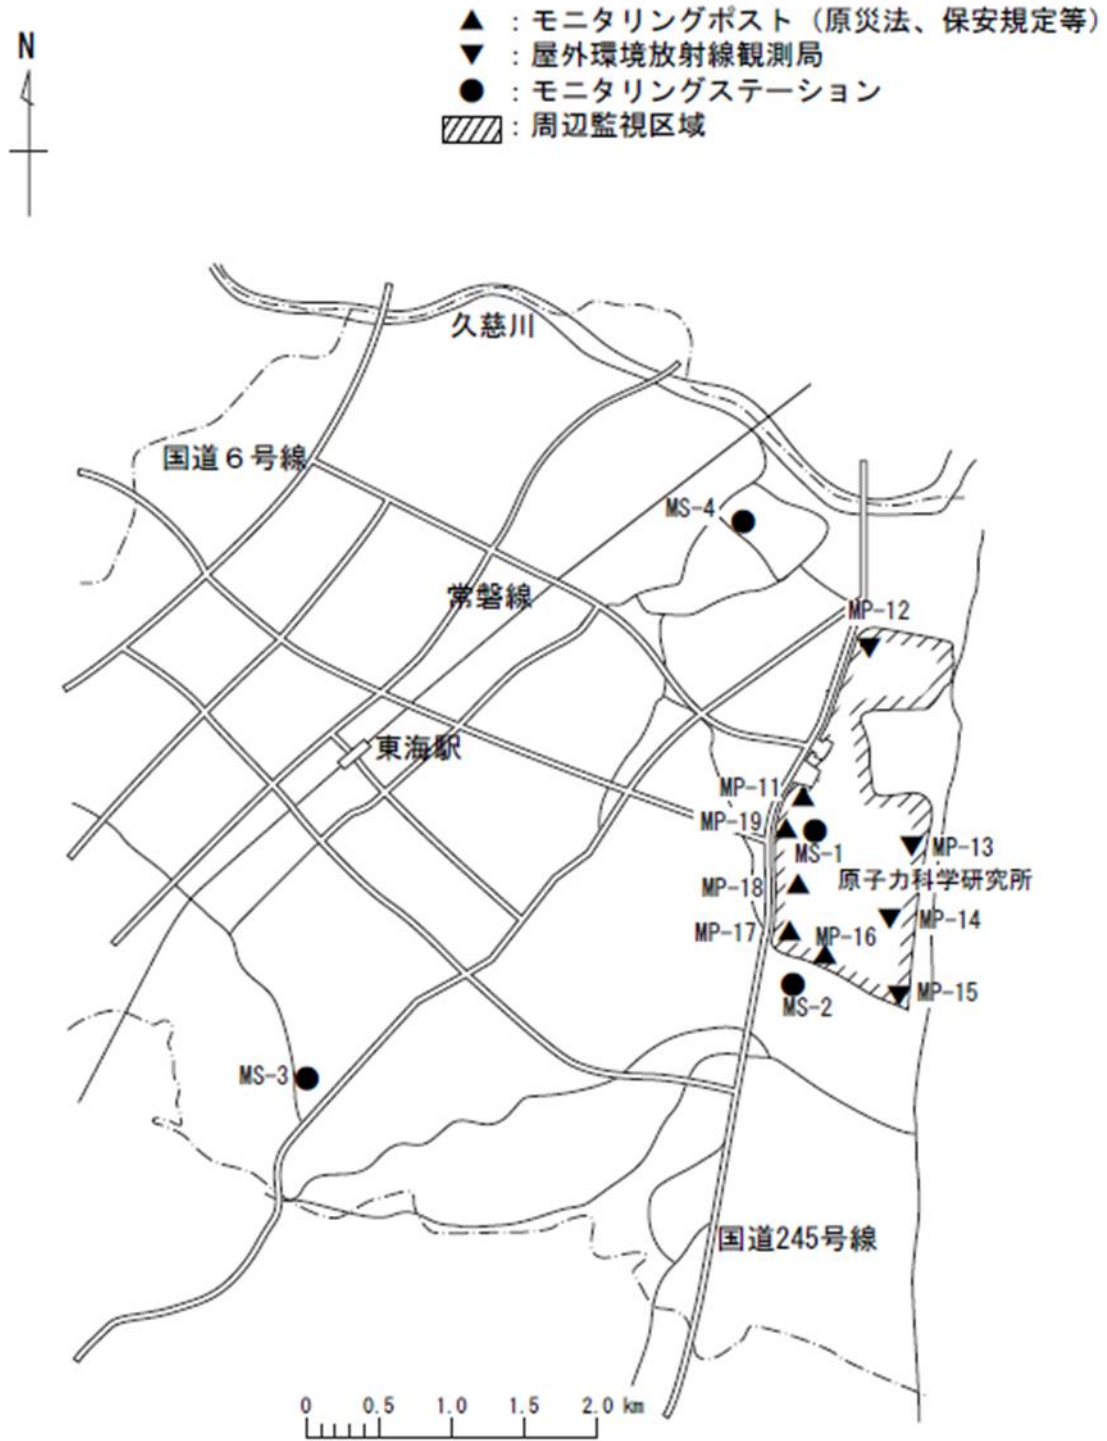 ▲ : モニタリングポスト（原災法、保安規定等）
▼ : 屋外環境放射線観測局
● : モニタリングステーション
: 周辺監視区域
N
久慈川
国道６号線
MS-4
常磐線
MP-12
東海駅
MP-11
MP-19
MS-1
MP-13
MP-18
原子力科学研究所
MP-14
MP-17
MP-16
MP-15
MS-2
MS-3
国道245号線
0 0.5 1.0 1.5 2.0 km